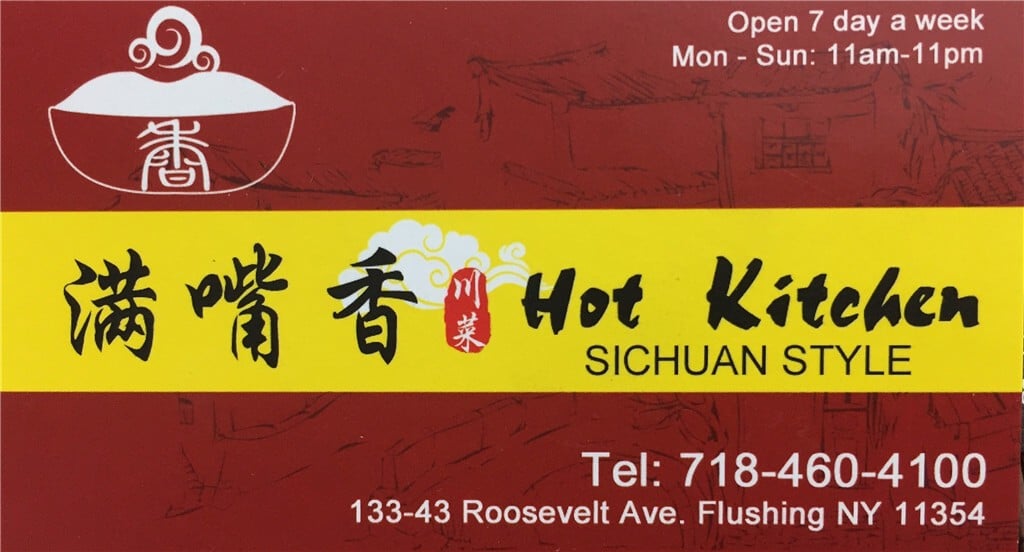 Open 7 day a week
Mon - Sun: 11am-11pm
香
满嘴香
川菜
Hot Kitchen
SICHUAN STYLE
Tel: 718-460-4100
133-43 Roosevelt Ave. Flushing NY 11354